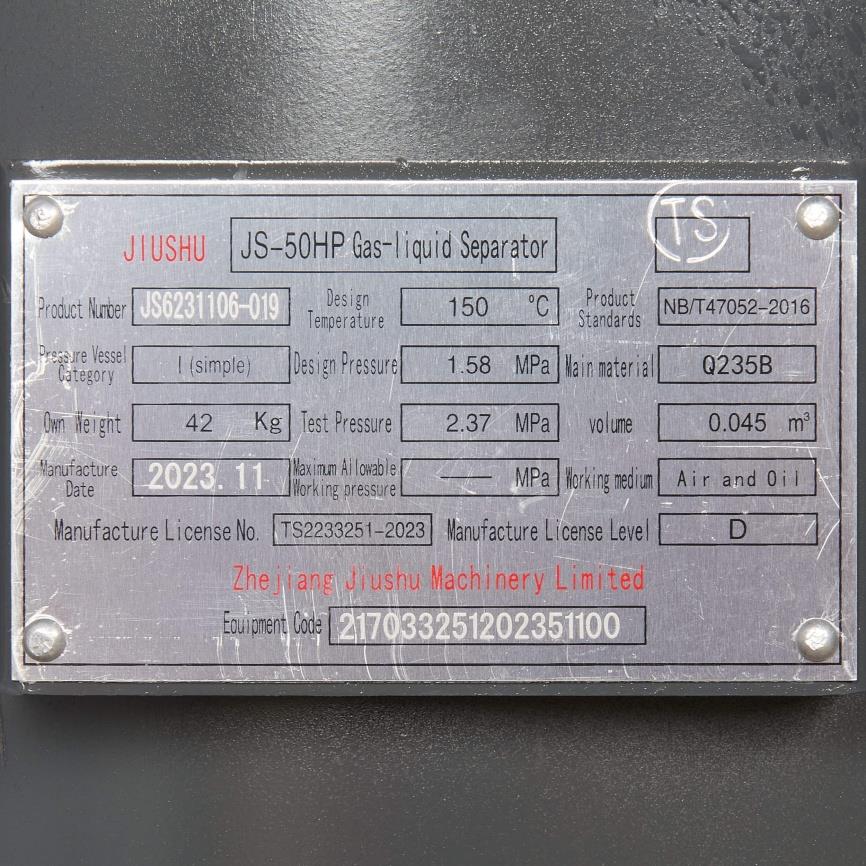 JIUSHU JS-50HP Gas-liquid Separator TS
Product Number JS6231106-019 Design Temperature 150 °C Product Standards NB/T47052-2016
Pressure Vessel Category I (simple) Design Pressure 1.58 MPa Main material Q235B
Own Weight 42 Kg Test Pressure 2.37 MPa volume 0.045 m³
Manufacture Date 2023.11 Maximum Allowable Working pressure — MPa Working medium Air and Oil
Manufacture License No. TS2233251-2023 Manufacture License Level D
Zhejiang Jiushu Machinery Limited
Equipment Code 217033251202351100